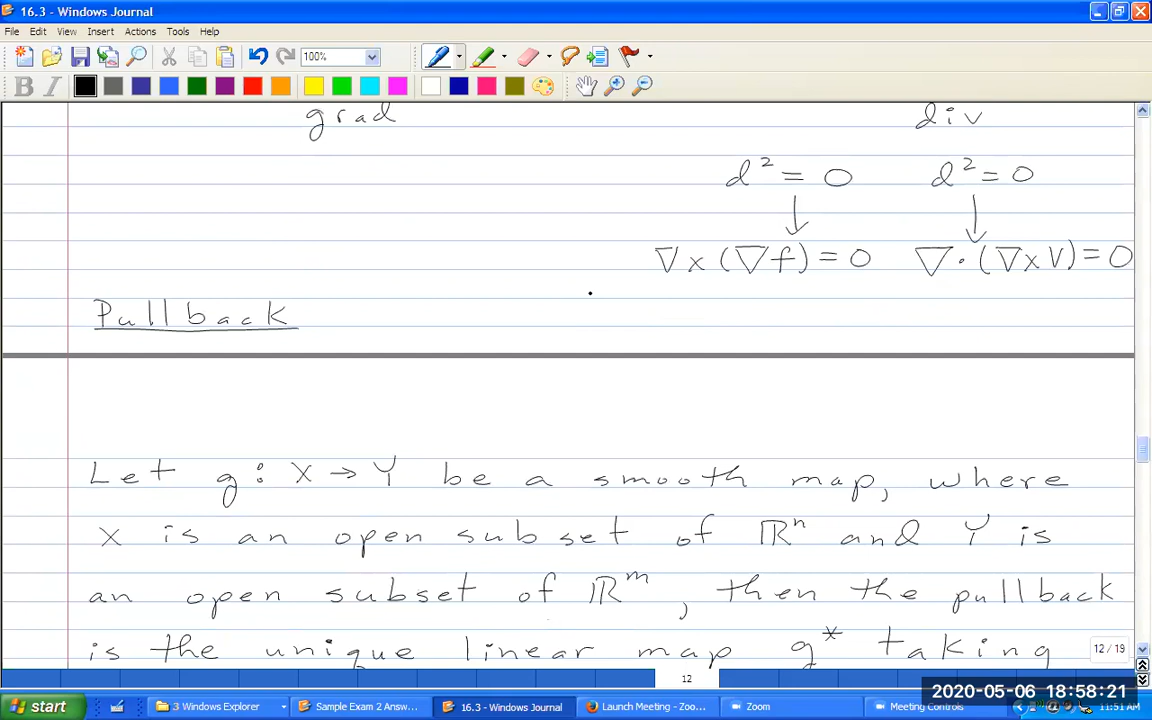 16.3 - Windows Journal
File Edit View Insert Actions Tools Help
100%
B I
grad div
d² = 0 d² = 0
∇ x (∇f) = 0 ∇ · (∇ x V) = 0
Pullback
Let g : X → Y be a smooth map, where
X is an open subset of ℝⁿ and Y is
an open subset of ℝᵐ, then the pullback
is the unique linear map g* taking
12 / 19
12
2020-05-06 18:58:21
start 3 Windows Explorer Sample Exam 2 Answ... 16.3 - Windows Journal Launch Meeting - Zoo... Zoom Meeting Controls 11:51 AM